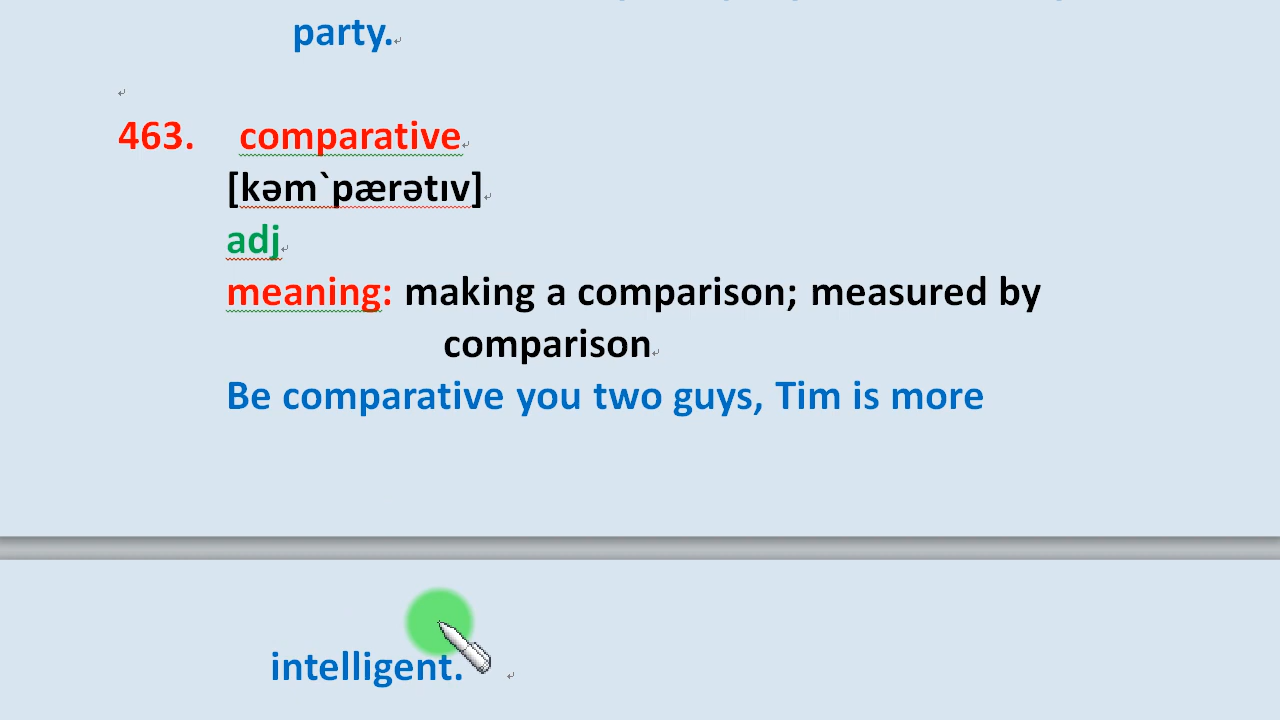 party.
463. comparative
[kəm`pærətıv]
adj
meaning: making a comparison; measured by
comparison
Be comparative you two guys, Tim is more
intelligent.